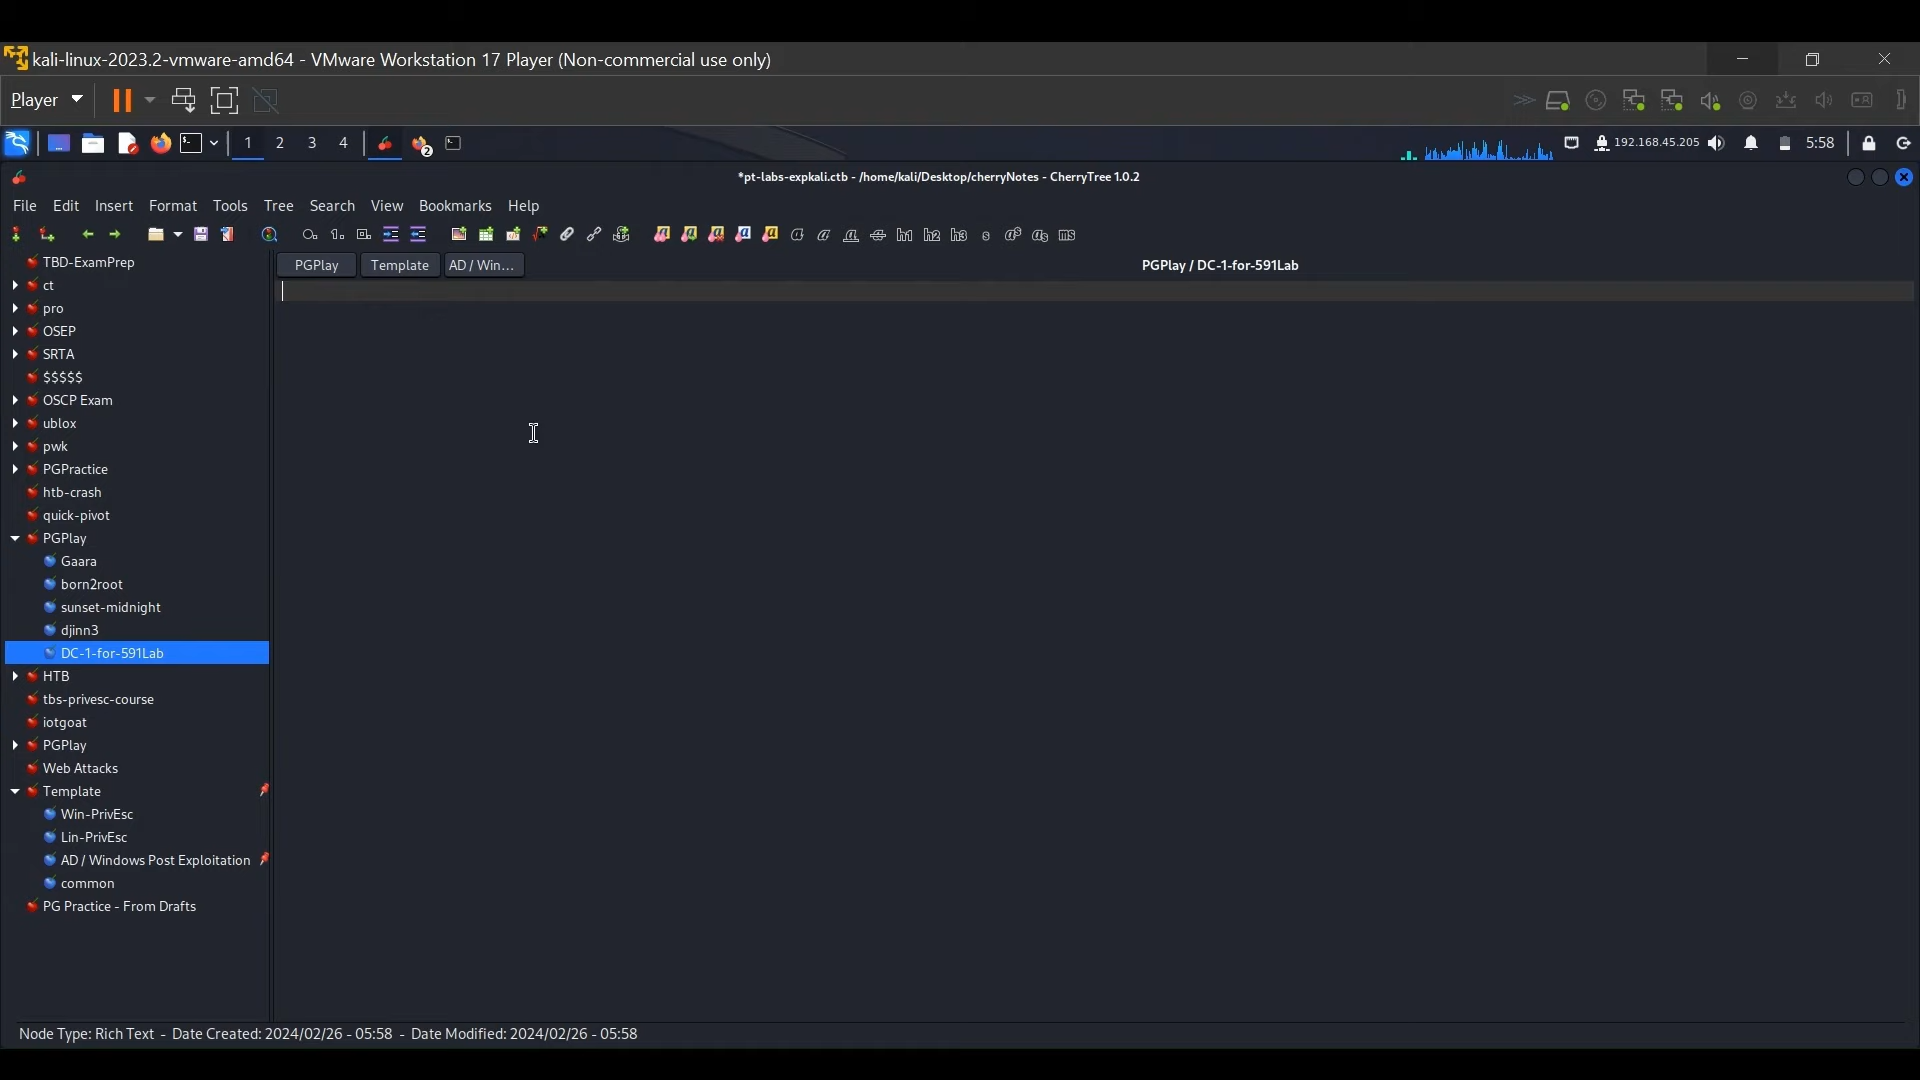 kali-linux-2023.2-vmware-amd64 - VMware Workstation 17 Player (Non-commercial use only)
Player
1 2 3 4 2 192.168.45.205 5:58
*pt-labs-expkali.ctb - /home/kali/Desktop/cherryNotes - CherryTree 1.0.2
File Edit Insert Format Tools Tree Search View Bookmarks Help
h1 h2 h3 s ms
PGPlay Template AD / Win... PGPlay / DC-1-for-591Lab
TBD-ExamPrep
ct
pro
OSEP
SRTA
$$$$$
OSCP Exam
ublox
pwk
PGPractice
htb-crash
quick-pivot
PGPlay
Gaara
born2root
sunset-midnight
djinn3
DC-1-for-591Lab
HTB
tbs-privesc-course
iotgoat
PGPlay
Web Attacks
Template
Win-PrivEsc
Lin-PrivEsc
AD / Windows Post Exploitation
common
PG Practice - From Drafts
Node Type: Rich Text - Date Created: 2024/02/26 - 05:58 - Date Modified: 2024/02/26 - 05:58